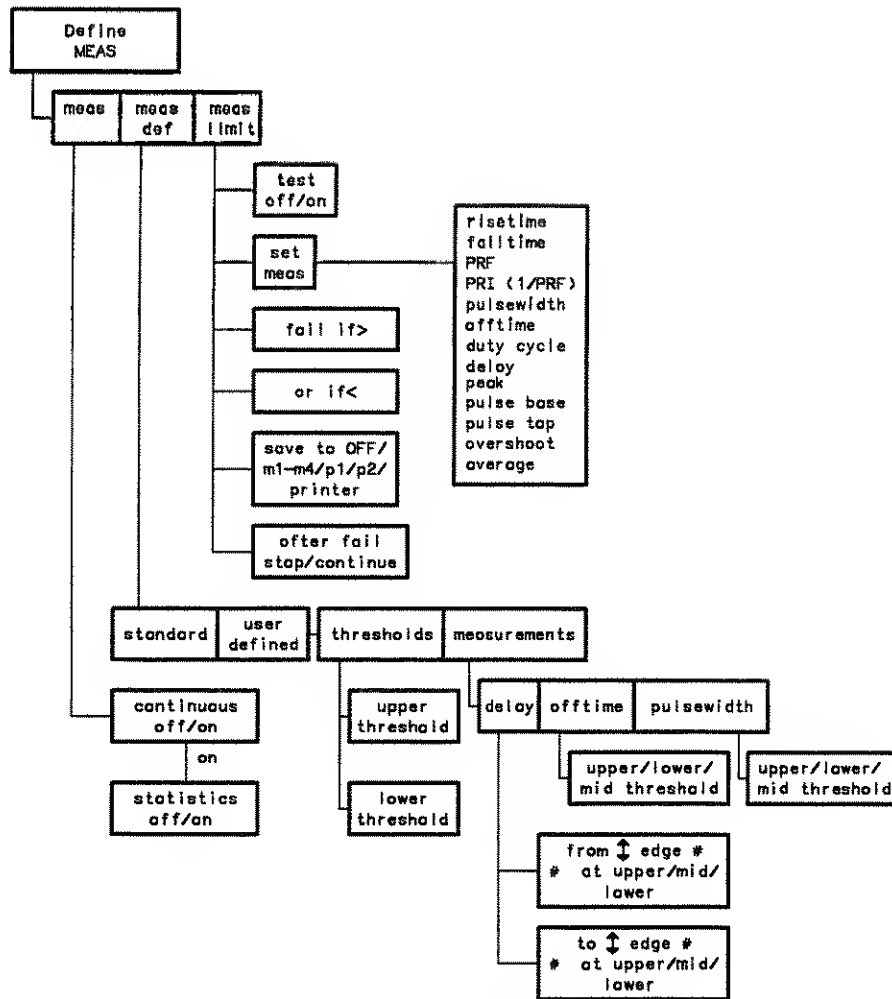 Define
MEAS
meas
meas
def
meas
limit
test
off/on
set
meas
risetime
falltime
PRF
PRI (1/PRF)
pulsewidth
offtime
duty cycle
delay
peak
pulse base
pulse top
overshoot
average
fail if>
or if<
save to OFF/
m1-m4/p1/p2/
printer
after fail
stop/continue
standard
user
defined
thresholds
measurements
continuous
off/on
on
statistics
off/on
upper
threshold
lower
threshold
delay
offtime
pulsewidth
upper/lower/
mid threshold
upper/lower/
mid threshold
from ↕ edge #
# at upper/mid/
lower
to ↕ edge #
# at upper/mid/
lower